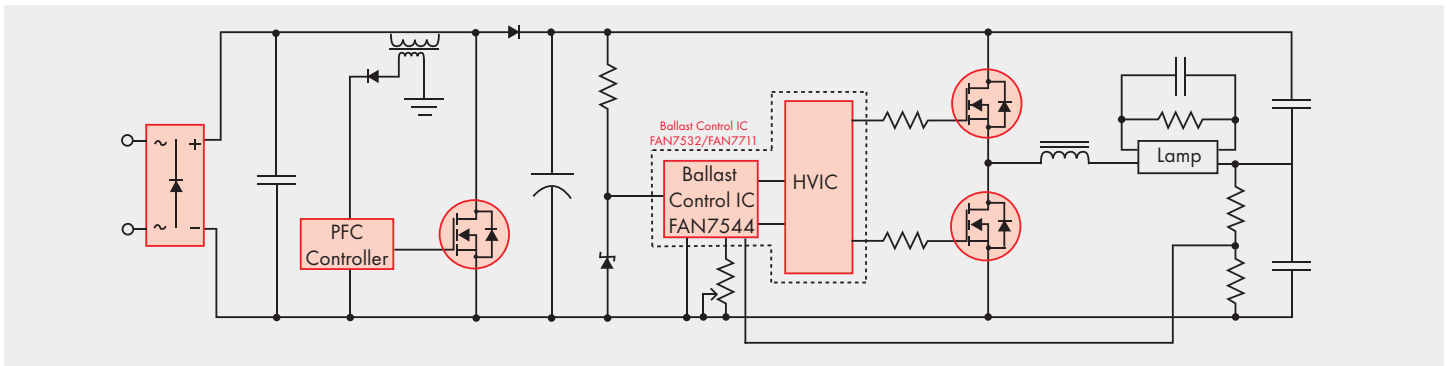 ~ +
~ −
PFC
Controller
Ballast Control IC
FAN7532/FAN7711
Ballast
Control IC
FAN7544
HVIC
Lamp